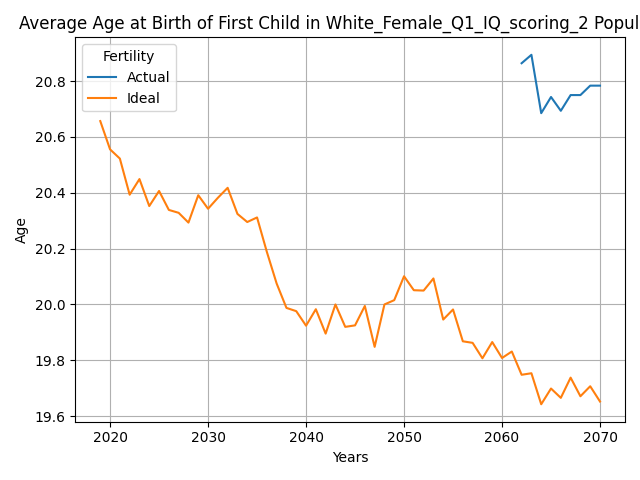 Average Age at Birth of First Child in White_Female_Q1_IQ_scoring_2 Popul
Fertility
Actual
Ideal
20.8
20.6
20.4
20.2
20.0
19.8
19.6
Age
2020 2030 2040 2050 2060 2070
Years